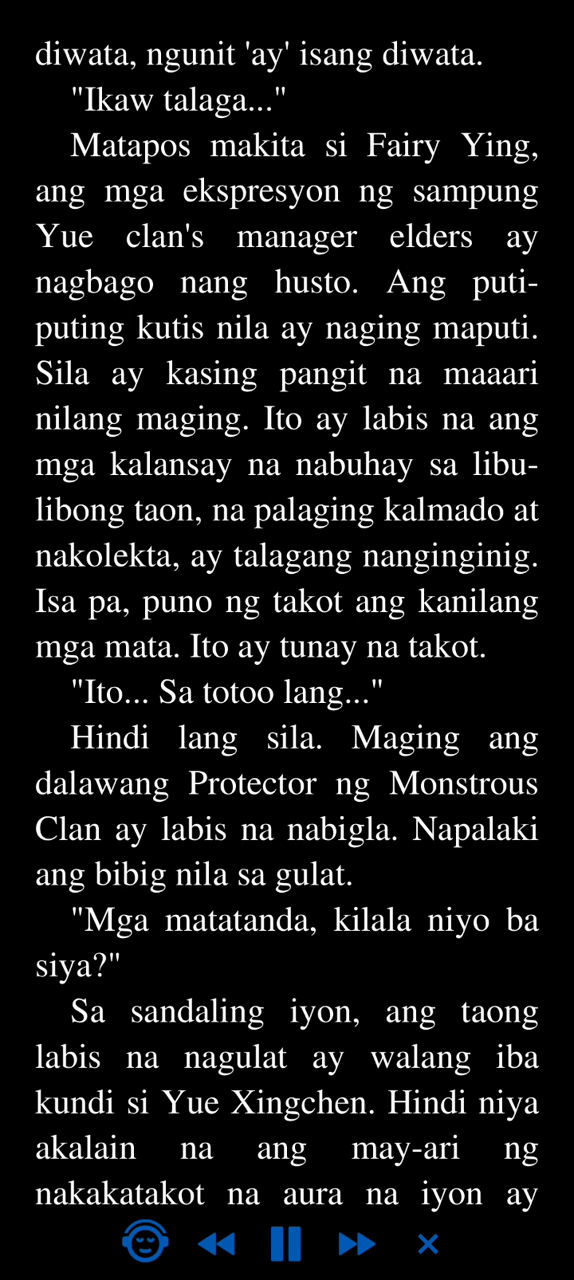 diwata, ngunit 'ay' isang diwata.
"Ikaw talaga..."
Matapos makita si Fairy Ying,
ang mga ekspresyon ng sampung
Yue clan's manager elders ay
nagbago nang husto. Ang puti-
puting kutis nila ay naging maputi.
Sila ay kasing pangit na maaari
nilang maging. Ito ay labis na ang
mga kalansay na nabuhay sa libu-
libong taon, na palaging kalmado at
nakolekta, ay talagang nanginginig.
Isa pa, puno ng takot ang kanilang
mga mata. Ito ay tunay na takot.
"Ito... Sa totoo lang..."
Hindi lang sila. Maging ang
dalawang Protector ng Monstrous
Clan ay labis na nabigla. Napalaki
ang bibig nila sa gulat.
"Mga matatanda, kilala niyo ba
siya?"
Sa sandaling iyon, ang taong
labis na nagulat ay walang iba
kundi si Yue Xingchen. Hindi niya
akalain na ang may-ari ng
nakakatakot na aura na iyon ay